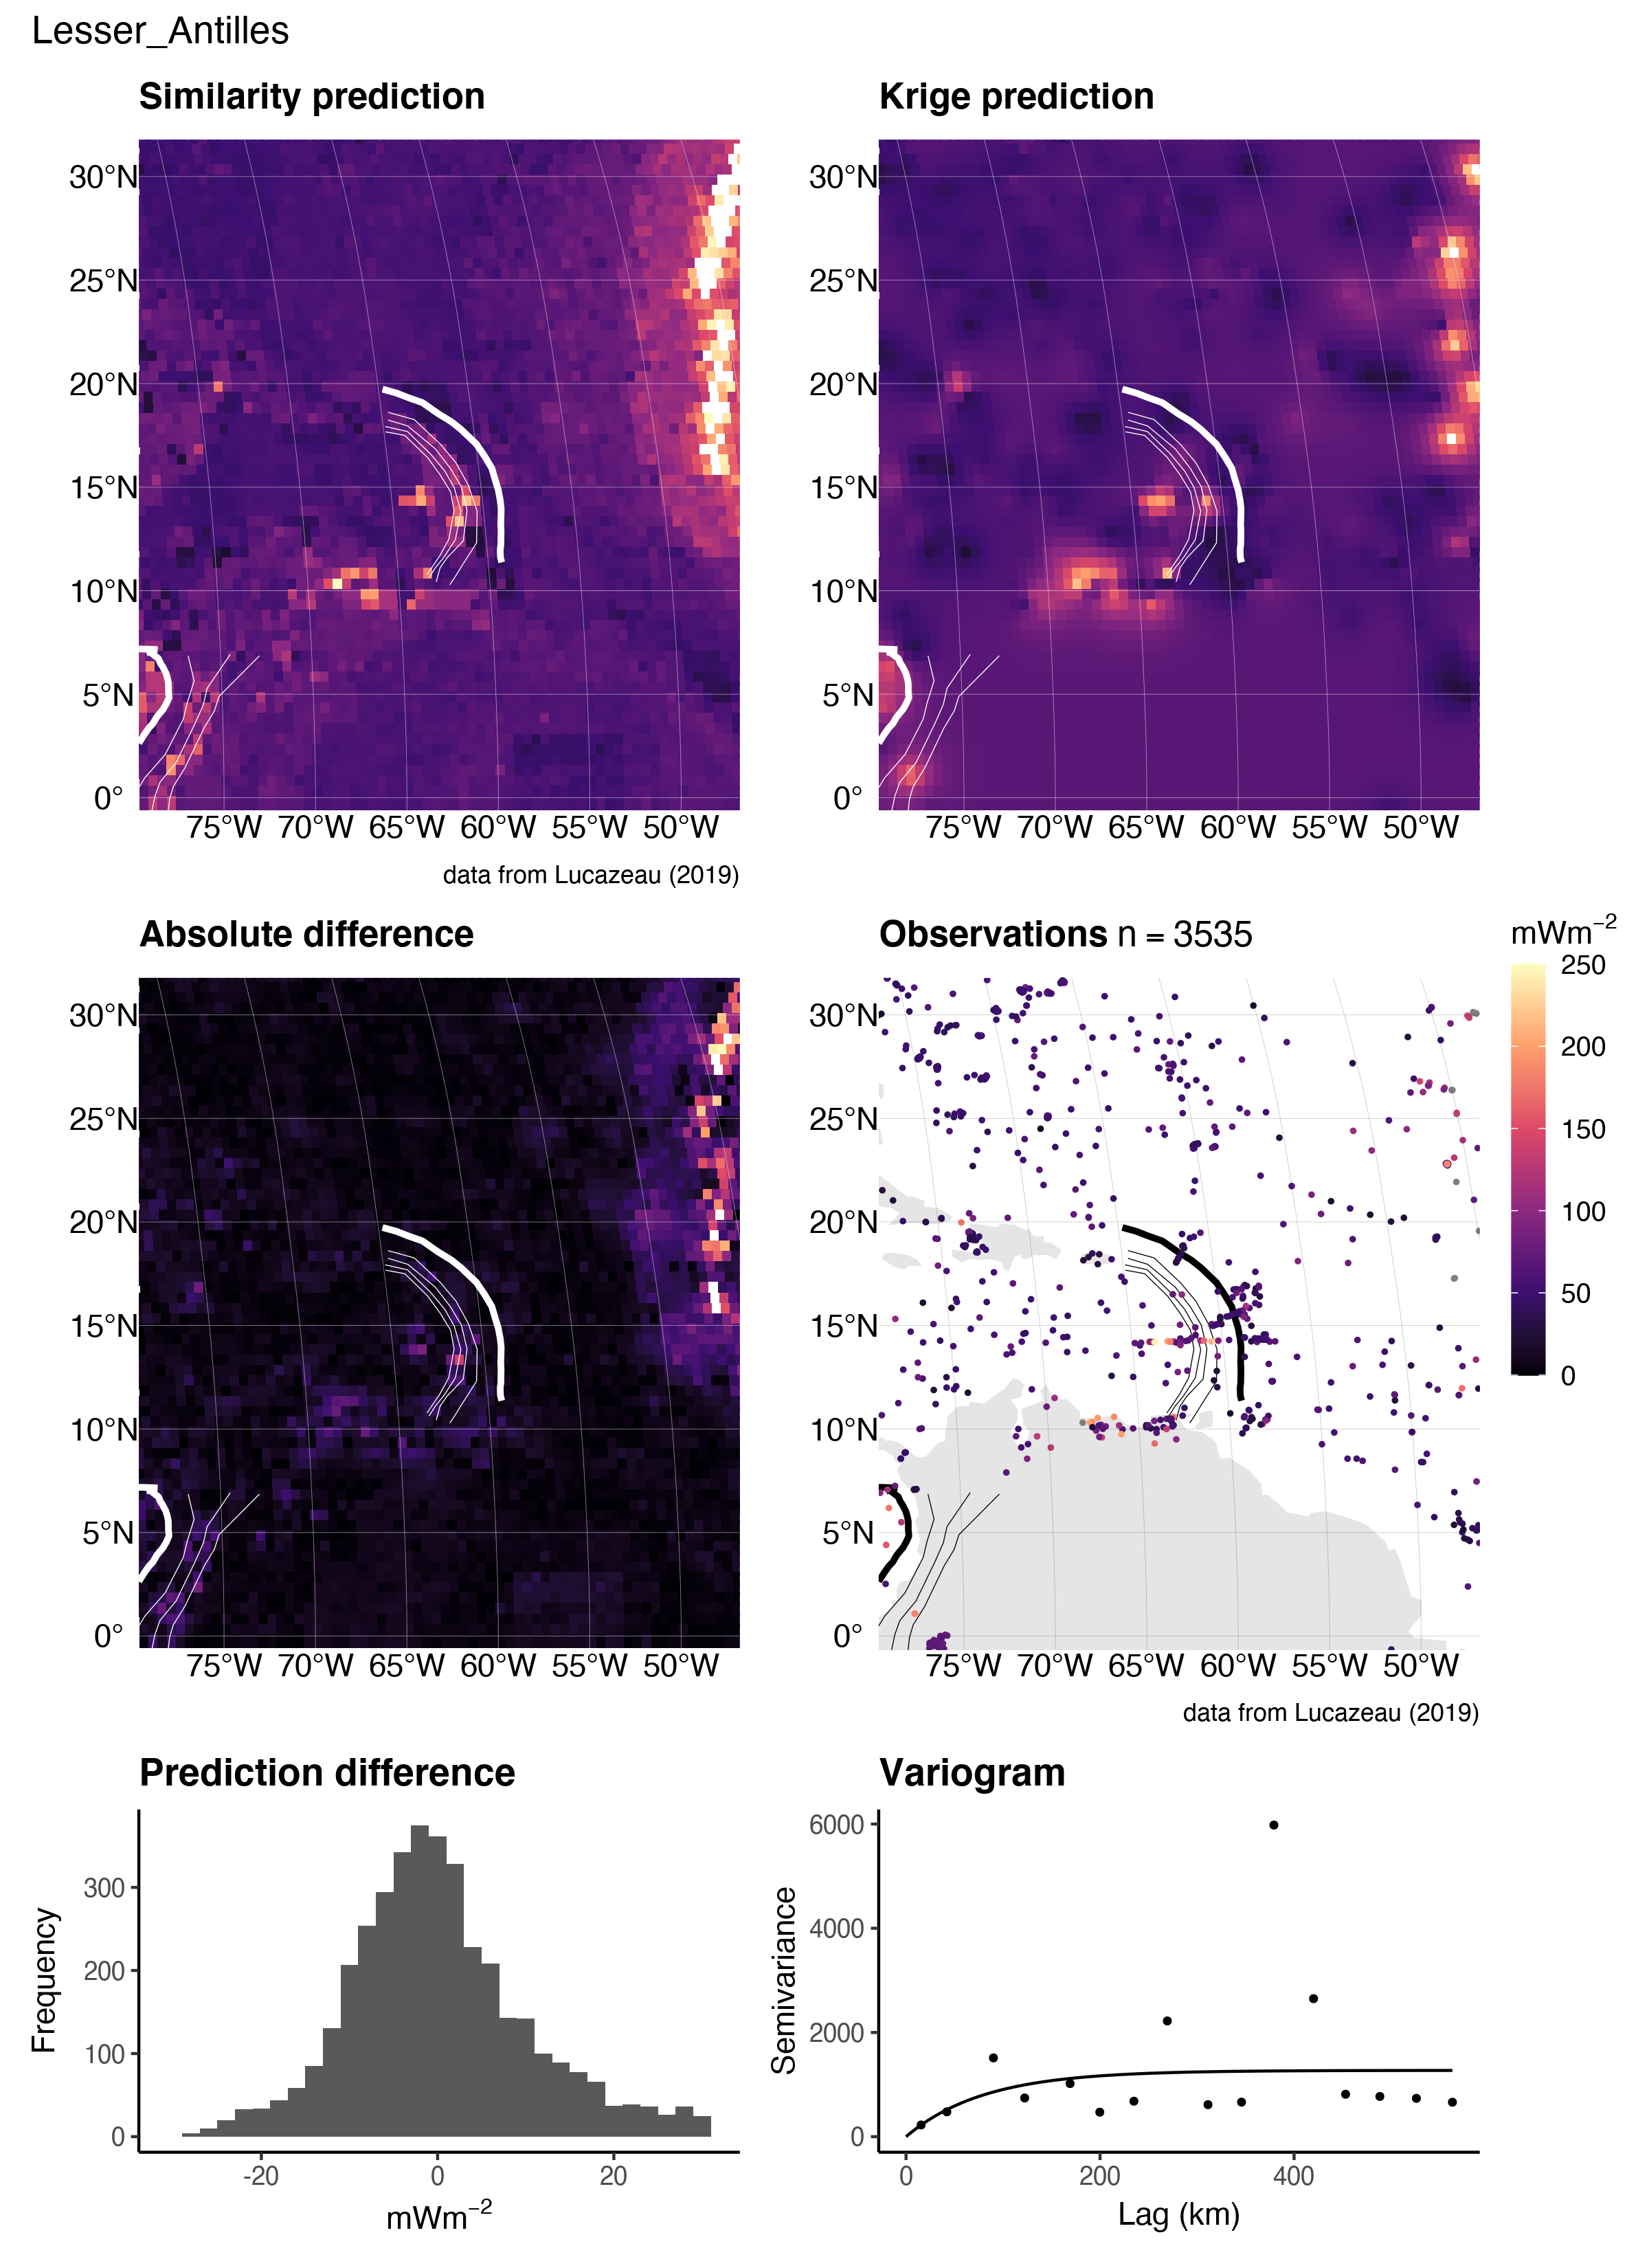 Lesser_Antilles
Similarity prediction
Krige prediction
30°N
25°N
20°N
15°N
10°N
5°N
0°
75°W 70°W 65°W 60°W 55°W 50°W
30°N
25°N
20°N
15°N
10°N
5°N
0°
75°W 70°W 65°W 60°W 55°W 50°W
data from Lucazeau (2019)
Absolute difference
Observations n = 3535
30°N
25°N
20°N
15°N
10°N
5°N
0°
75°W 70°W 65°W 60°W 55°W 50°W
30°N
25°N
20°N
15°N
10°N
5°N
0°
75°W 70°W 65°W 60°W 55°W 50°W
mWm⁻²
250
200
150
100
50
0
data from Lucazeau (2019)
Prediction difference
Frequency
300
200
100
0
-20 0 20
mWm⁻²
Variogram
Semivariance
6000
4000
2000
0
0 200 400
Lag (km)